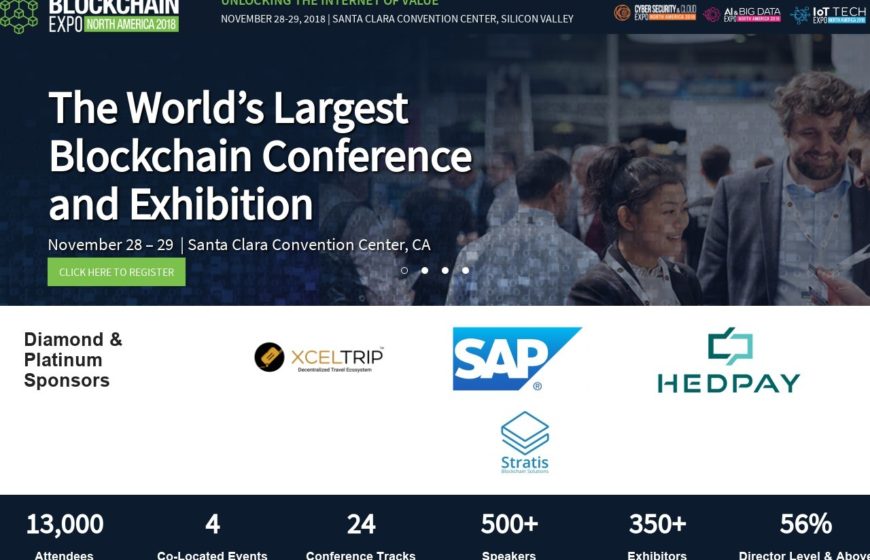 BLOCKCHAIN
EXPO NORTH AMERICA 2018
UNLOCKING THE INTERNET OF VALUE
NOVEMBER 28-29, 2018 | SANTA CLARA CONVENTION CENTER, SILICON VALLEY
CYBER SECURITY & CLOUD
EXPO NORTH AMERICA 2018
AI & BIG DATA
EXPO NORTH AMERICA 2018
IoT TECH
EXPO NORTH AMERICA 2018
The World's Largest
Blockchain Conference
and Exhibition
November 28 – 29 | Santa Clara Convention Center, CA
CLICK HERE TO REGISTER
Diamond &
Platinum
Sponsors
XCELTRIP™
Decentralized Travel Ecosystem
SAP®
HEDPAY
Stratis
Blockchain Solutions
13,000 4 24 500+ 350+ 56%
Attendees Co-Located Events Conference Tracks Speakers Exhibitors Director Level & Above